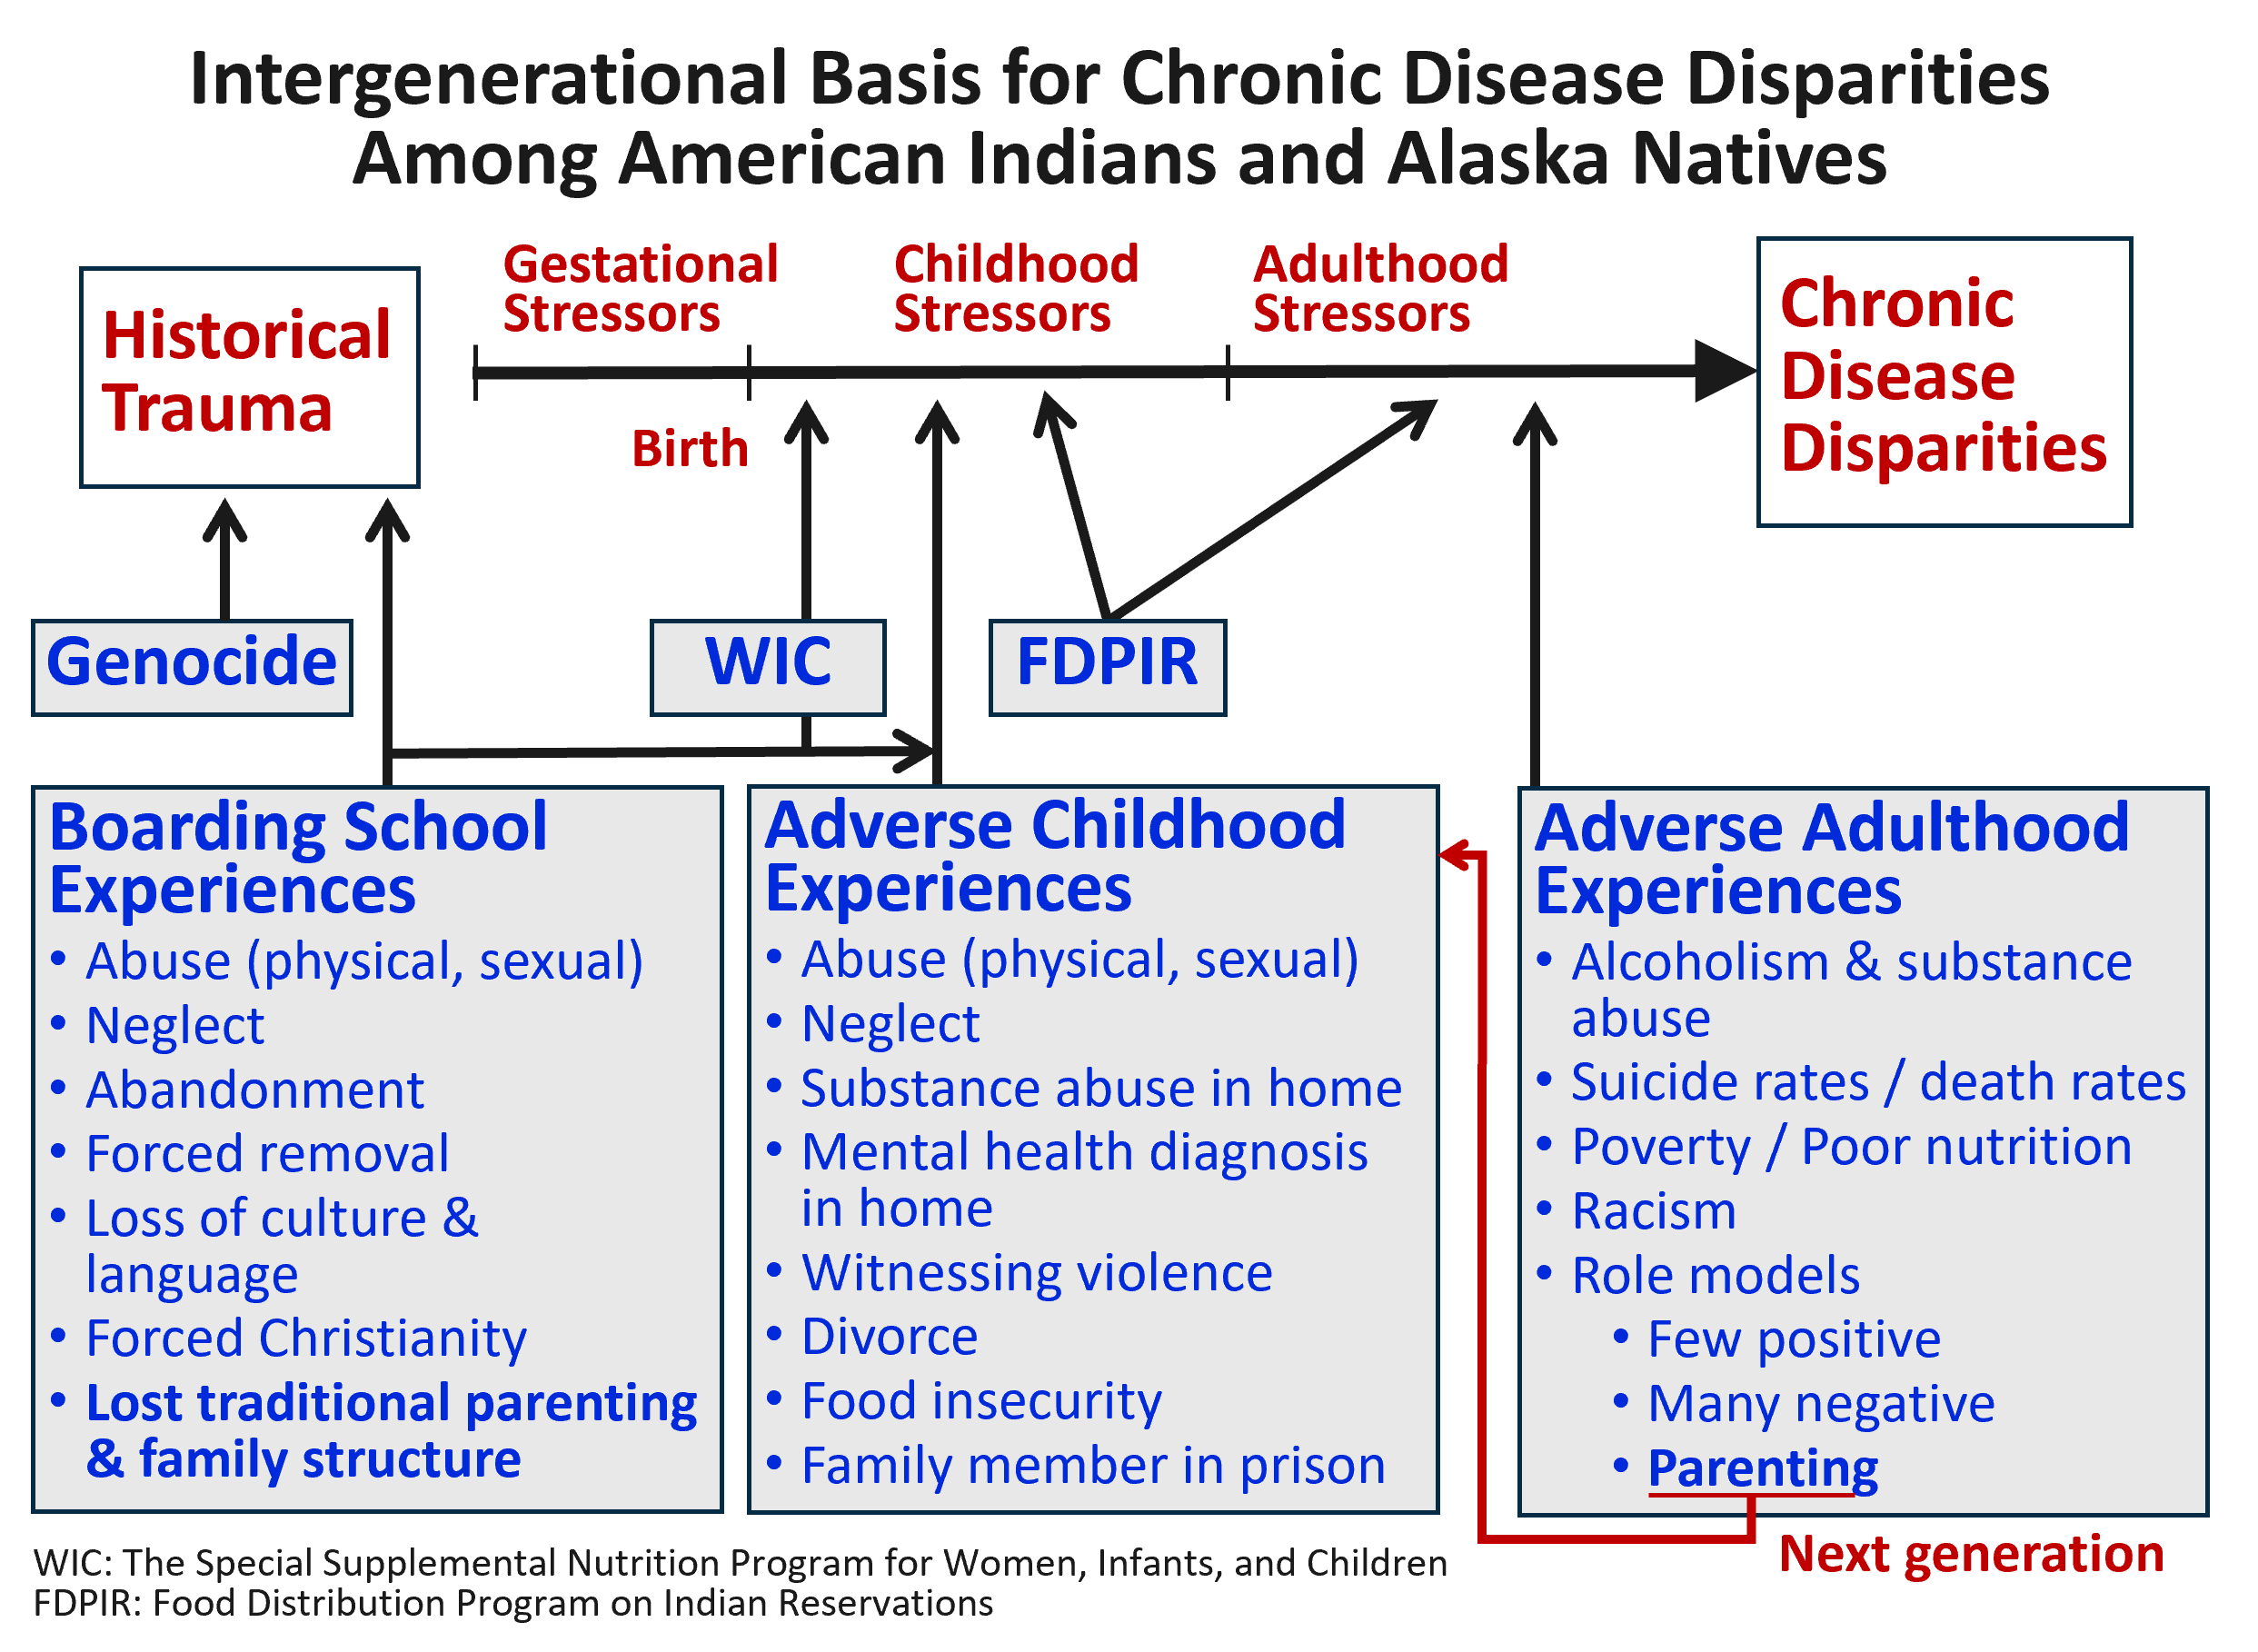 Intergenerational Basis for Chronic Disease Disparities
Among American Indians and Alaska Natives
Historical
Trauma
Gestational
Stressors
Childhood
Stressors
Adulthood
Stressors
Chronic
Disease
Disparities
Birth
Genocide
WIC
FDPIR
Boarding School
Experiences
• Abuse (physical, sexual)
• Neglect
• Abandonment
• Forced removal
• Loss of culture &
language
• Forced Christianity
• Lost traditional parenting
& family structure
Adverse Childhood
Experiences
• Abuse (physical, sexual)
• Neglect
• Substance abuse in home
• Mental health diagnosis
in home
• Witnessing violence
• Divorce
• Food insecurity
• Family member in prison
Adverse Adulthood
Experiences
• Alcoholism & substance
abuse
• Suicide rates / death rates
• Poverty / Poor nutrition
• Racism
• Role models
• Few positive
• Many negative
• Parenting
Next generation
WIC: The Special Supplemental Nutrition Program for Women, Infants, and Children
FDPIR: Food Distribution Program on Indian Reservations